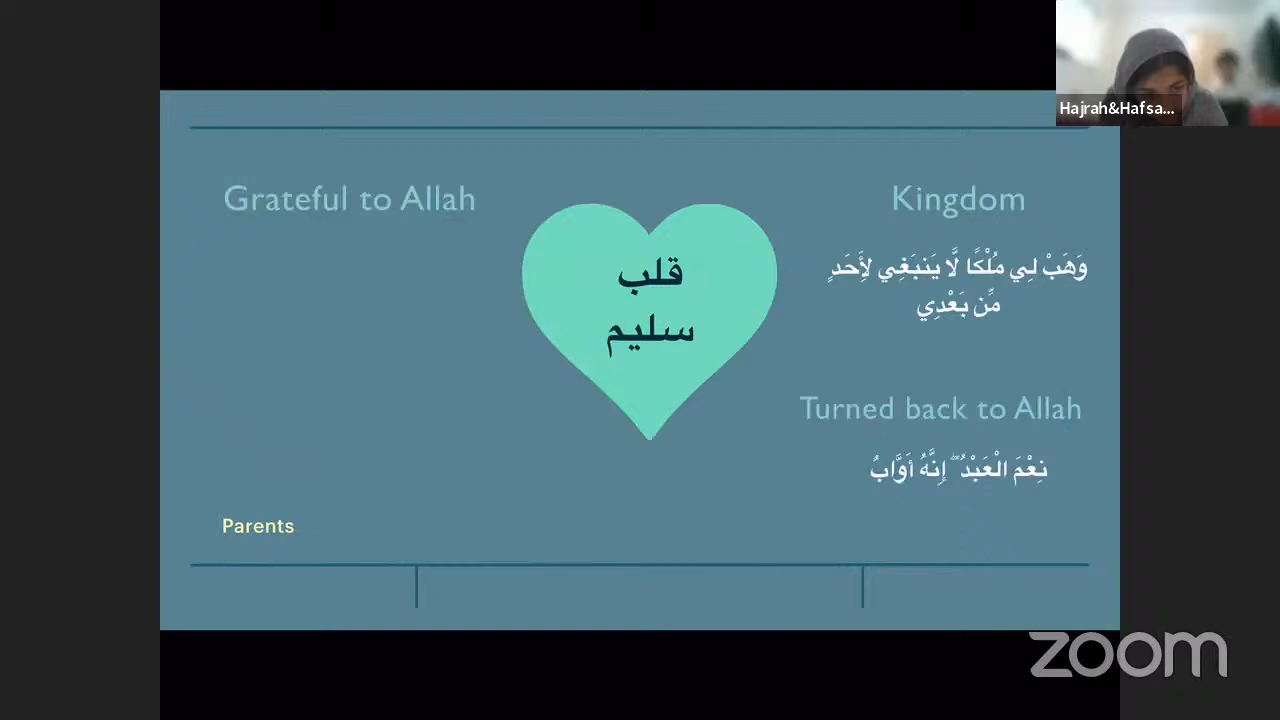 Hajrah&Hafsa...
Grateful to Allah
قلب
سليم
Kingdom
وَهَبْ لِي مُلْكًا لَّا يَنبَغِي لِأَحَدٍ
مِّن بَعْدِي
Turned back to Allah
نِعْمَ الْعَبْدُ ۖ إِنَّهُ أَوَّابٌ
Parents
zoom